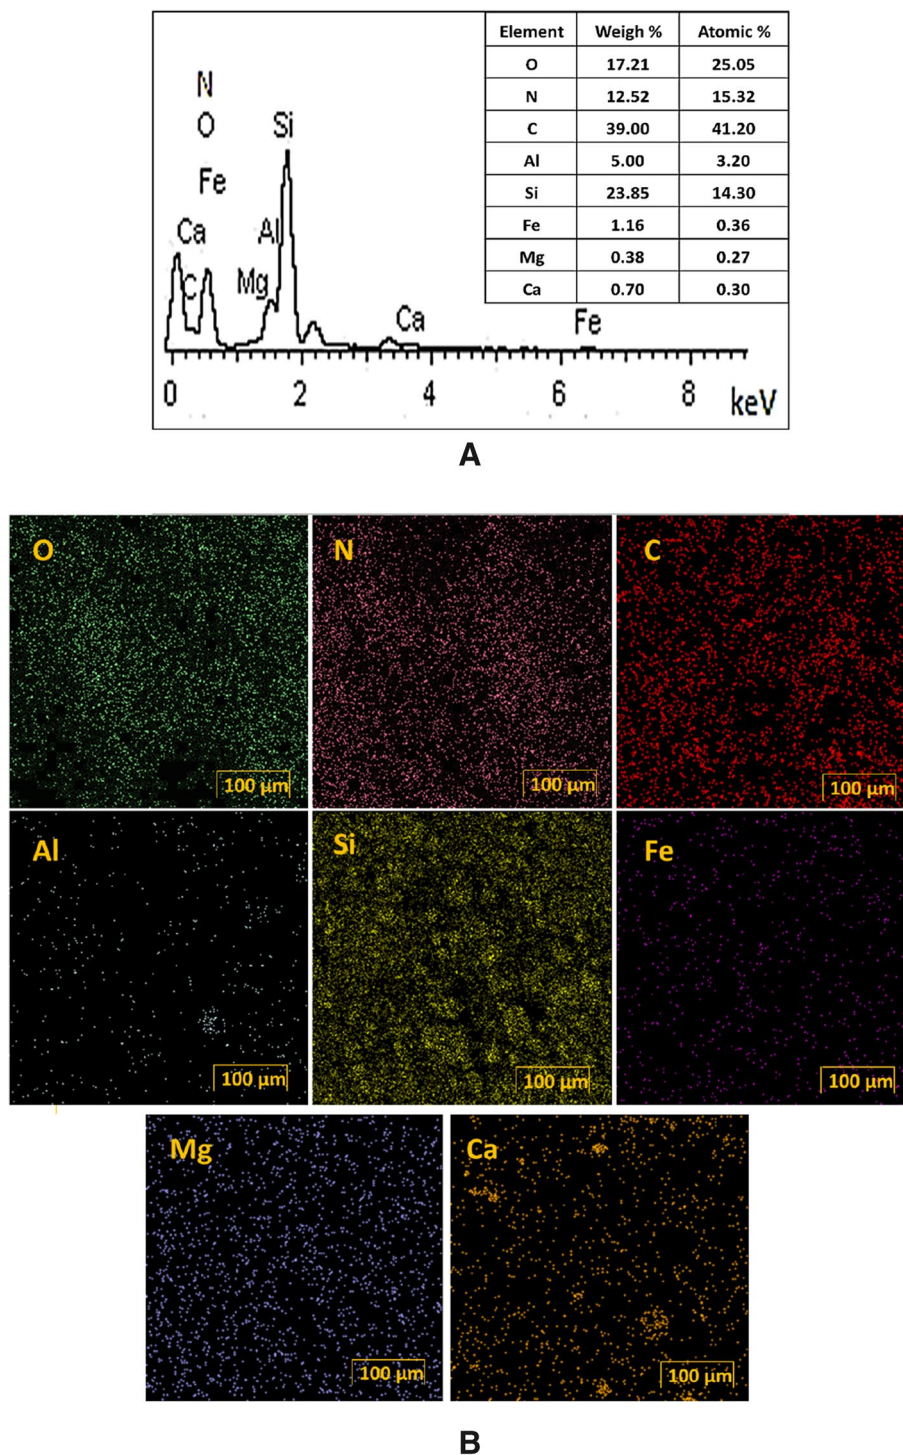 Element Weigh % Atomic %
O 17.21 25.05
N 12.52 15.32
C 39.00 41.20
Al 5.00 3.20
Si 23.85 14.30
Fe 1.16 0.36
Mg 0.38 0.27
Ca 0.70 0.30
N
O
Si
Fe
Ca
Al
C
Mg
Ca
Fe
0 2 4 6 8 keV
A
O
N
C
100 µm
100 µm
100 µm
Al
Si
Fe
100 µm
100 µm
100 µm
Mg
Ca
100 µm
100 µm
B